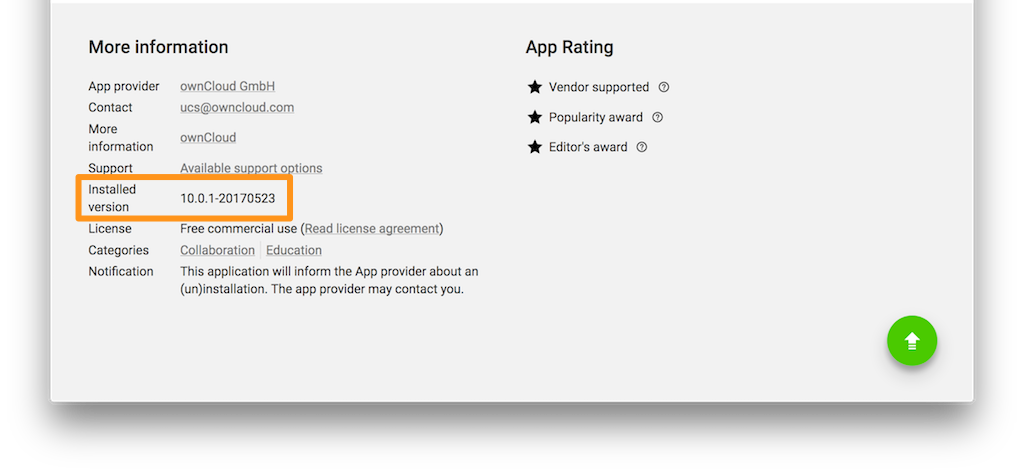 More information
App provider ownCloud GmbH
Contact ucs@owncloud.com
More
information ownCloud
Support Available support options
Installed
version 10.0.1-20170523
License Free commercial use (Read license agreement)
Categories Collaboration Education
Notification This application will inform the App provider about an
(un)installation. The app provider may contact you.
App Rating
Vendor supported
Popularity award
Editor's award